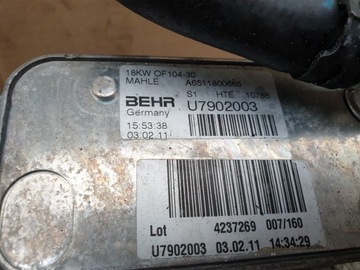 18KW OF104-30
MAHLE A6511800665
BEHR S1 HTE 10786
Germany U7902003
15:53:38
03.02.11
Lot 4237269 007/160
U7902003 03.02.11 14:34:29